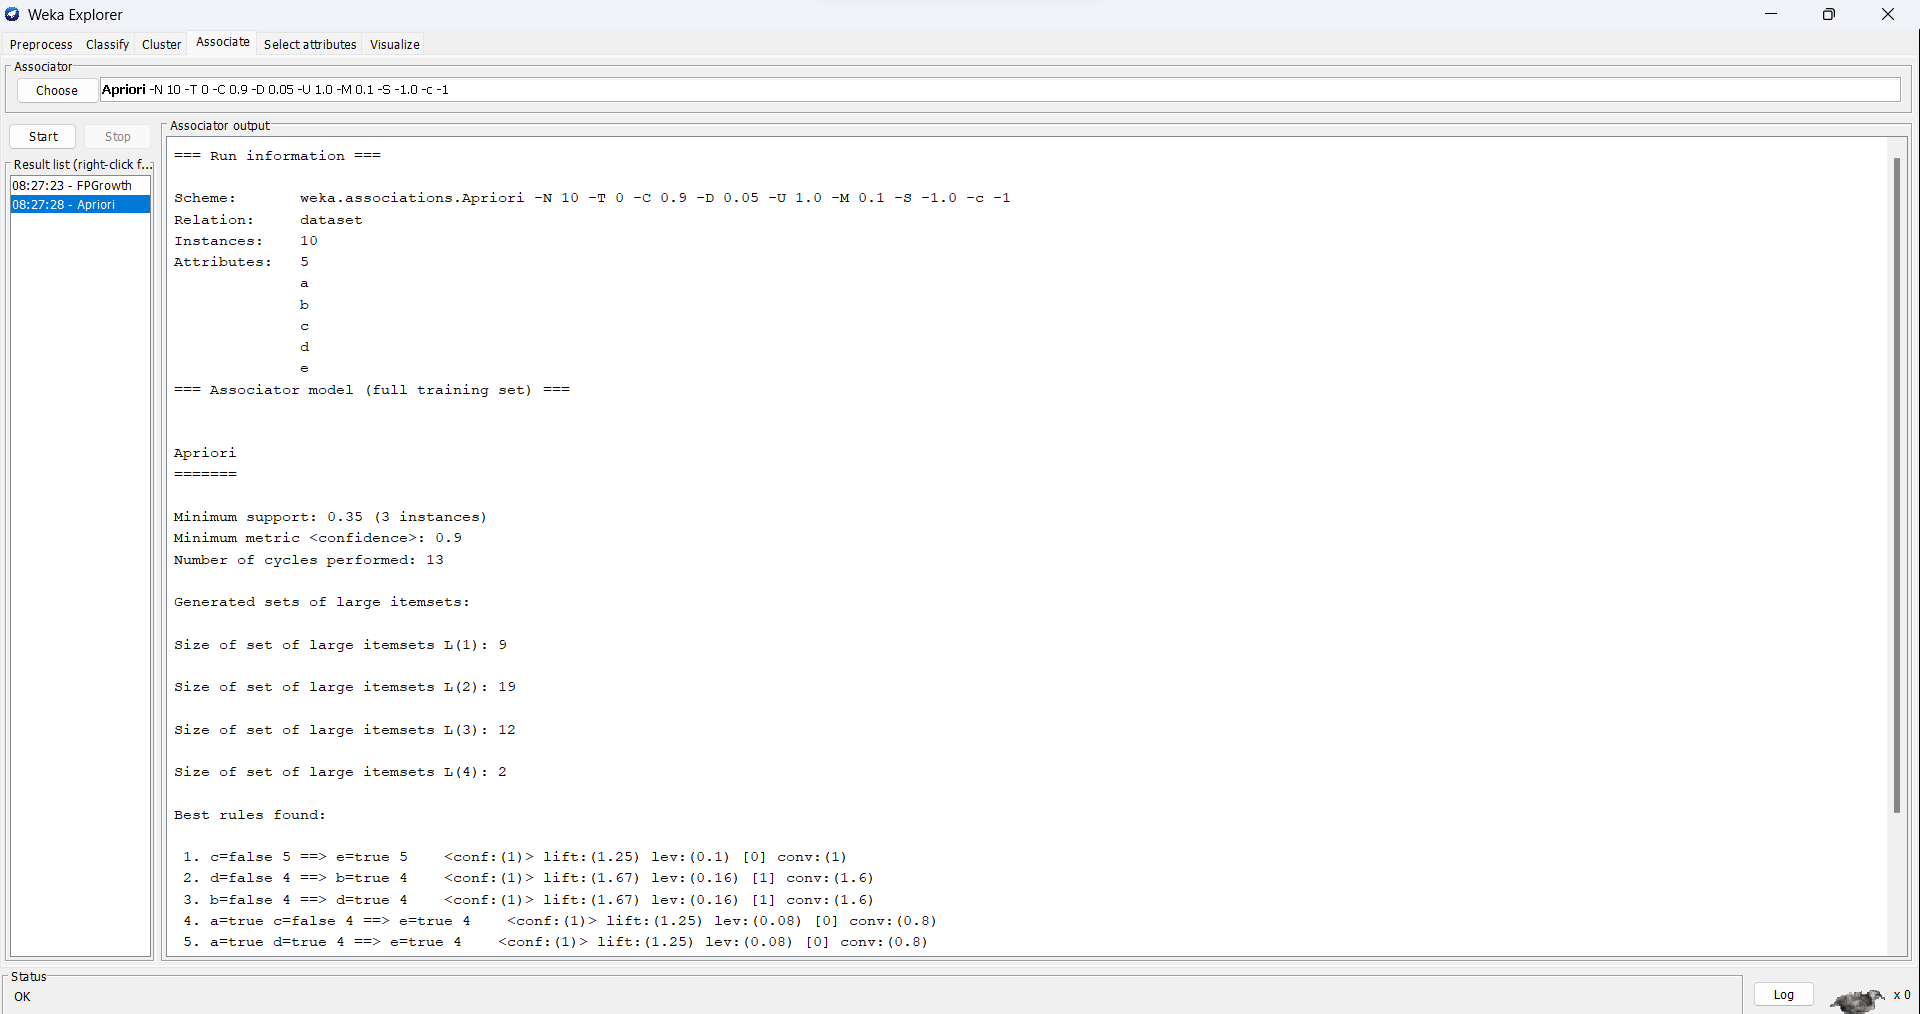 Weka Explorer
Preprocess Classify Cluster Associate Select attributes Visualize
Associator
Choose Apriori -N 10 -T 0 -C 0.9 -D 0.05 -U 1.0 -M 0.1 -S -1.0 -c -1
Start Stop
Result list (right-click f...
08:27:23 - FPGrowth
08:27:28 - Apriori
Associator output
=== Run information ===
Scheme: weka.associations.Apriori -N 10 -T 0 -C 0.9 -D 0.05 -U 1.0 -M 0.1 -S -1.0 -c -1
Relation: dataset
Instances: 10
Attributes: 5
a
b
c
d
e
=== Associator model (full training set) ===
Apriori
=======
Minimum support: 0.35 (3 instances)
Minimum metric <confidence>: 0.9
Number of cycles performed: 13
Generated sets of large itemsets:
Size of set of large itemsets L(1): 9
Size of set of large itemsets L(2): 19
Size of set of large itemsets L(3): 12
Size of set of large itemsets L(4): 2
Best rules found:
1. c=false 5 ==> e=true 5 <conf:(1)> lift:(1.25) lev:(0.1) [0] conv:(1)
2. d=false 4 ==> b=true 4 <conf:(1)> lift:(1.67) lev:(0.16) [1] conv:(1.6)
3. b=false 4 ==> d=true 4 <conf:(1)> lift:(1.67) lev:(0.16) [1] conv:(1.6)
4. a=true c=false 4 ==> e=true 4 <conf:(1)> lift:(1.25) lev:(0.08) [0] conv:(0.8)
5. a=true d=true 4 ==> e=true 4 <conf:(1)> lift:(1.25) lev:(0.08) [0] conv:(0.8)
Status
OK
Log
x 0